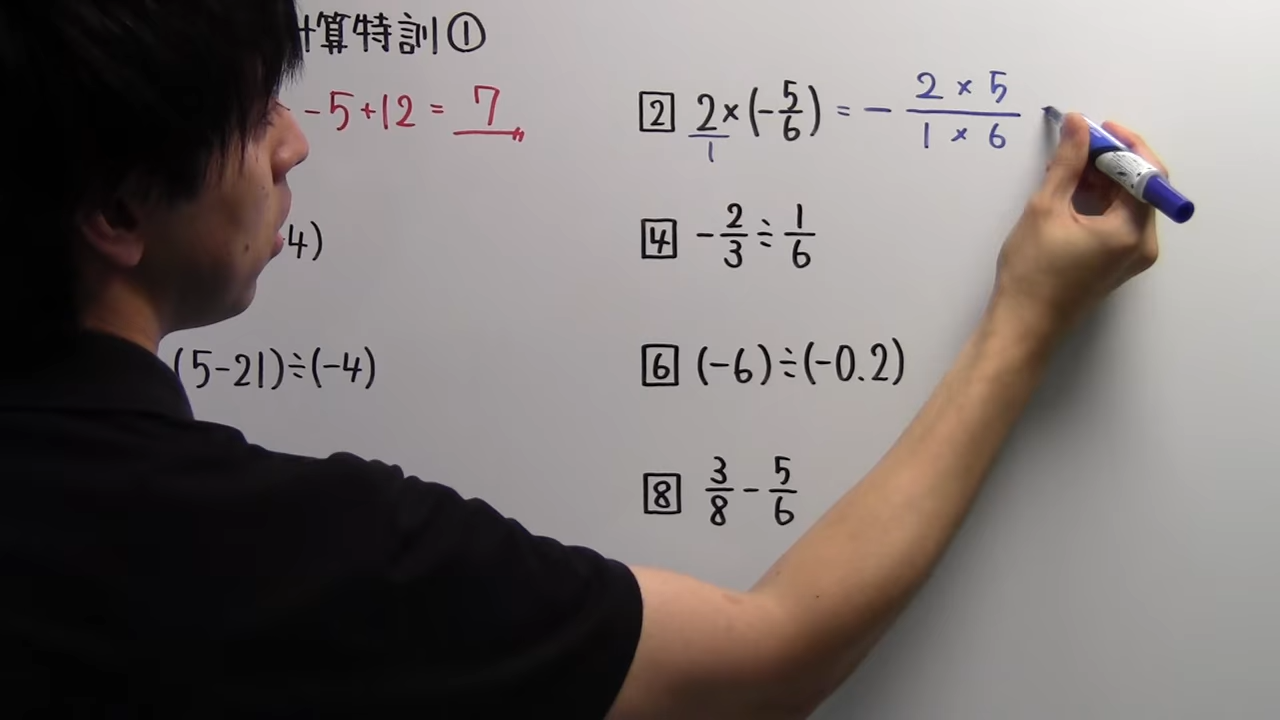 算特訓①
-5+12 = 7
2 2/1 × (-5/6) = - 2 × 5 / 1 × 6
4)
4 -2/3 ÷ 1/6
(5-21)÷(-4)
6 (-6)÷(-0.2)
8 3/8 - 5/6